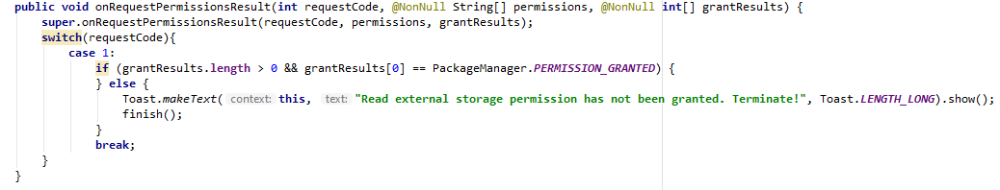 public void onRequestPermissionsResult(int requestCode, @NonNull String[] permissions, @NonNull int[] grantResults) {
super.onRequestPermissionsResult(requestCode, permissions, grantResults);
switch(requestCode){
case 1:
if (grantResults.length > 0 && grantResults[0] == PackageManager.PERMISSION_GRANTED) {
} else {
Toast.makeText( context: this, text: "Read external storage permission has not been granted. Terminate!", Toast.LENGTH_LONG).show();
finish();
}
break;
}
}